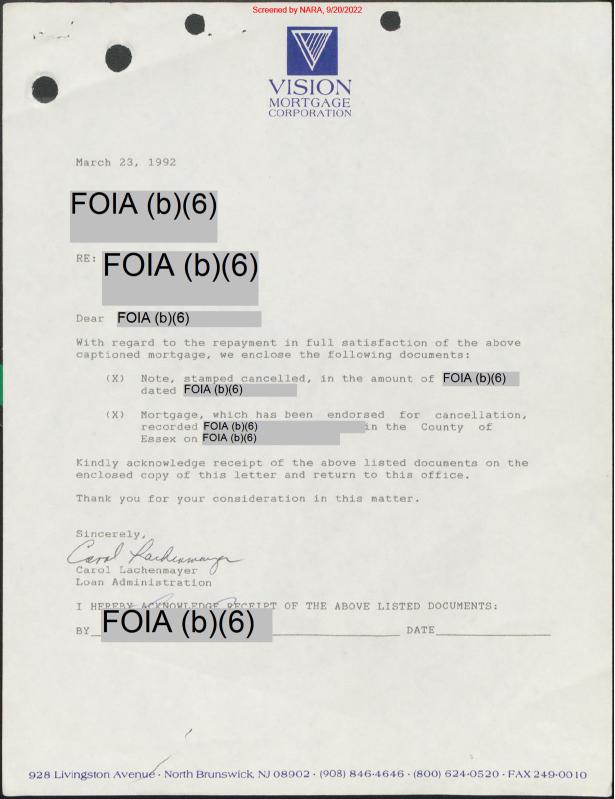 Screened by NARA, 9/20/2022
VISION
MORTGAGE
CORPORATION
March 23, 1992
FOIA (b)(6)
RE: FOIA (b)(6)
Dear FOIA (b)(6)
With regard to the repayment in full satisfaction of the above
captioned mortgage, we enclose the following documents:
(X) Note, stamped cancelled, in the amount of FOIA (b)(6)
dated FOIA (b)(6)
(X) Mortgage, which has been endorsed for cancellation,
recorded FOIA (b)(6) in the County of
Essex on FOIA (b)(6)
Kindly acknowledge receipt of the above listed documents on the
enclosed copy of this letter and return to this office.
Thank you for your consideration in this matter.
Sincerely,
Carol Lachenmayer
Carol Lachenmayer
Loan Administration
I HEREBY ACKNOWLEDGE RECEIPT OF THE ABOVE LISTED DOCUMENTS:
BY FOIA (b)(6) DATE
928 Livingston Avenue · North Brunswick, NJ 08902 · (908) 846-4646 · (800) 624-0520 · FAX 249-0010